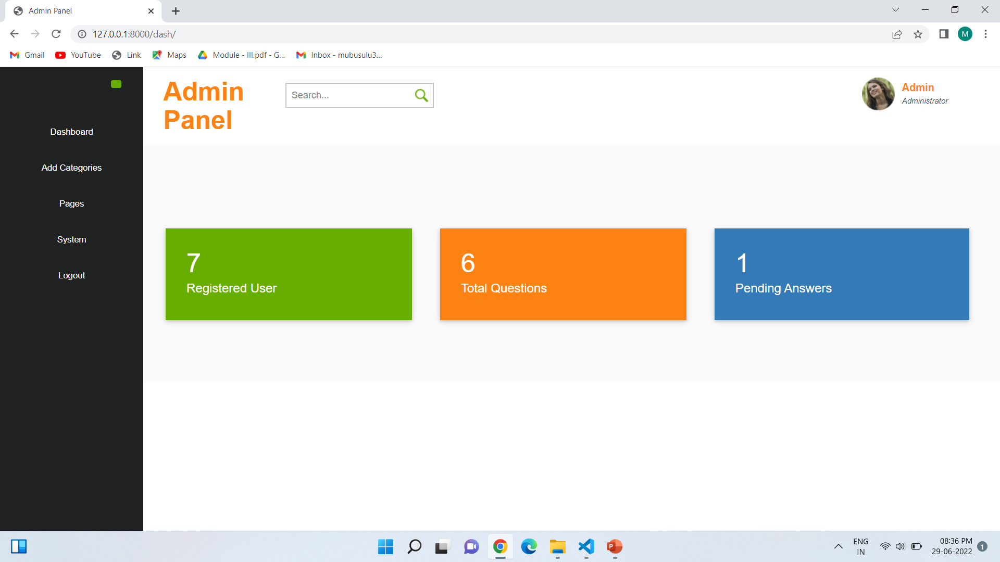 Admin Panel
127.0.0.1:8000/dash/
M
Gmail
YouTube
Link
Maps
Module - III.pdf - G...
Inbox - mubusulu3...
Admin
Panel
Search...
Admin
Administrator
Dashboard
Add Categories
Pages
System
Logout
7
Registered User
6
Total Questions
1
Pending Answers
P
ENG
IN
08:36 PM
29-06-2022
1